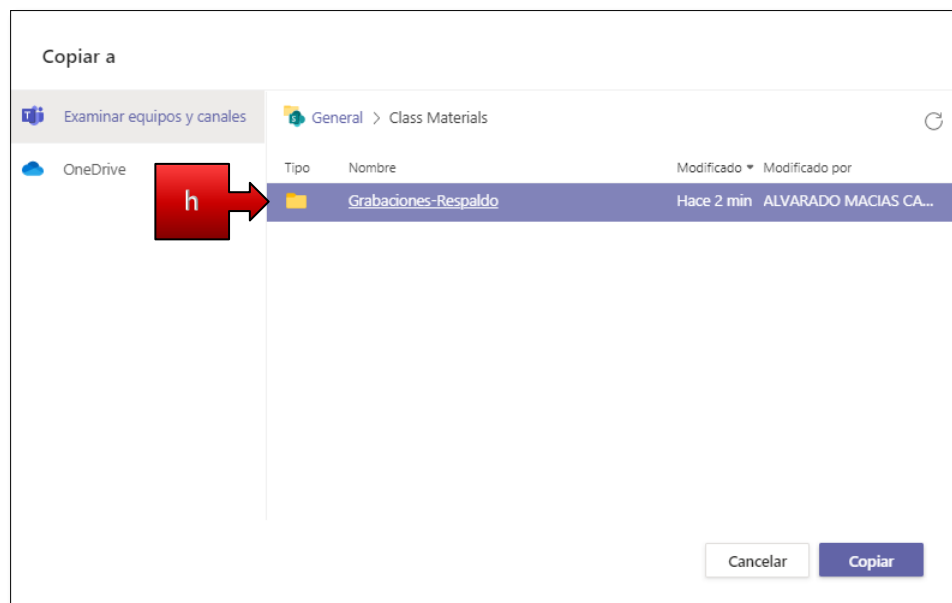 Copiar a
Examinar equipos y canales
OneDrive
General > Class Materials
Tipo Nombre Modificado Modificado por
h
Grabaciones-Respaldo Hace 2 min ALVARADO MACIAS CA...
Cancelar Copiar